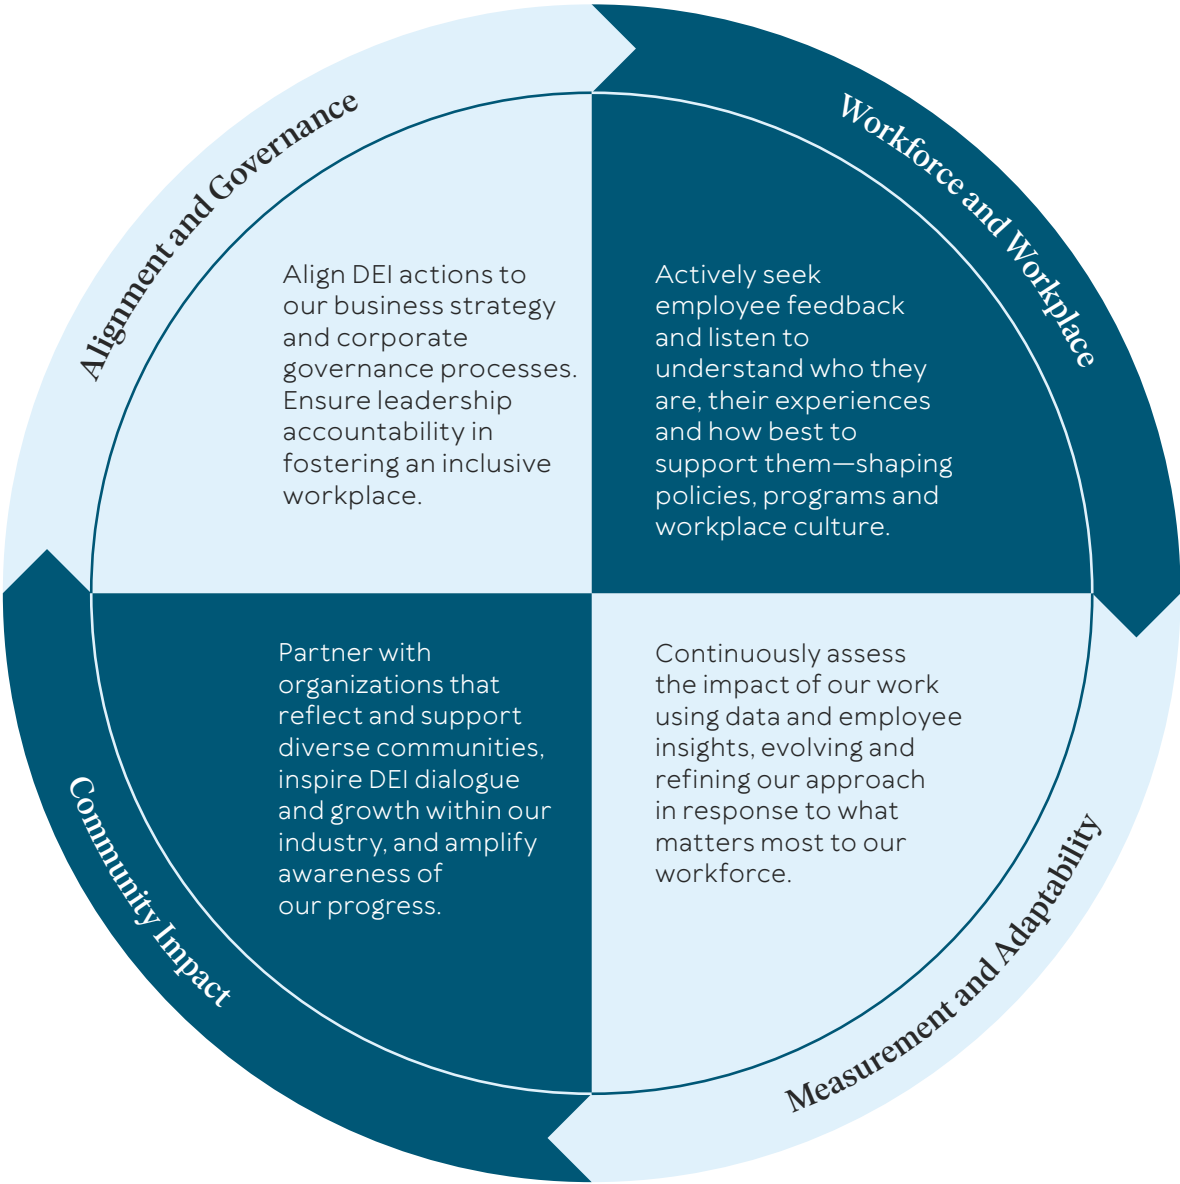 Alignment and Governance
Align DEI actions to
our business strategy
and corporate
governance processes.
Ensure leadership
accountability in
fostering an inclusive
workplace.
Workforce and Workplace
Actively seek
employee feedback
and listen to
understand who they
are, their experiences
and how best to
support them—shaping
policies, programs and
workplace culture.
Measurement and Adaptability
Continuously assess
the impact of our work
using data and employee
insights, evolving and
refining our approach
in response to what
matters most to our
workforce.
Community Impact
Partner with
organizations that
reflect and support
diverse communities,
inspire DEI dialogue
and growth within our
industry, and amplify
awareness of
our progress.